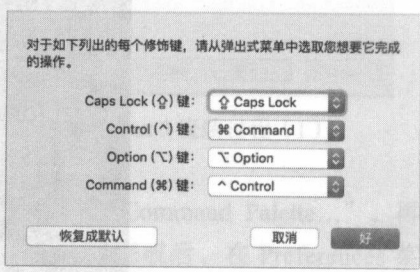 对于如下列出的每个修饰键，请从弹出式菜单中选取您想要它完成
的操作。
Caps Lock (⇪) 键： ⇪ Caps Lock
Control (^) 键： ⌘ Command
Option (⌥) 键： ⌥ Option
Command (⌘) 键： ^ Control
Command Palette...
恢复成默认 取消 好